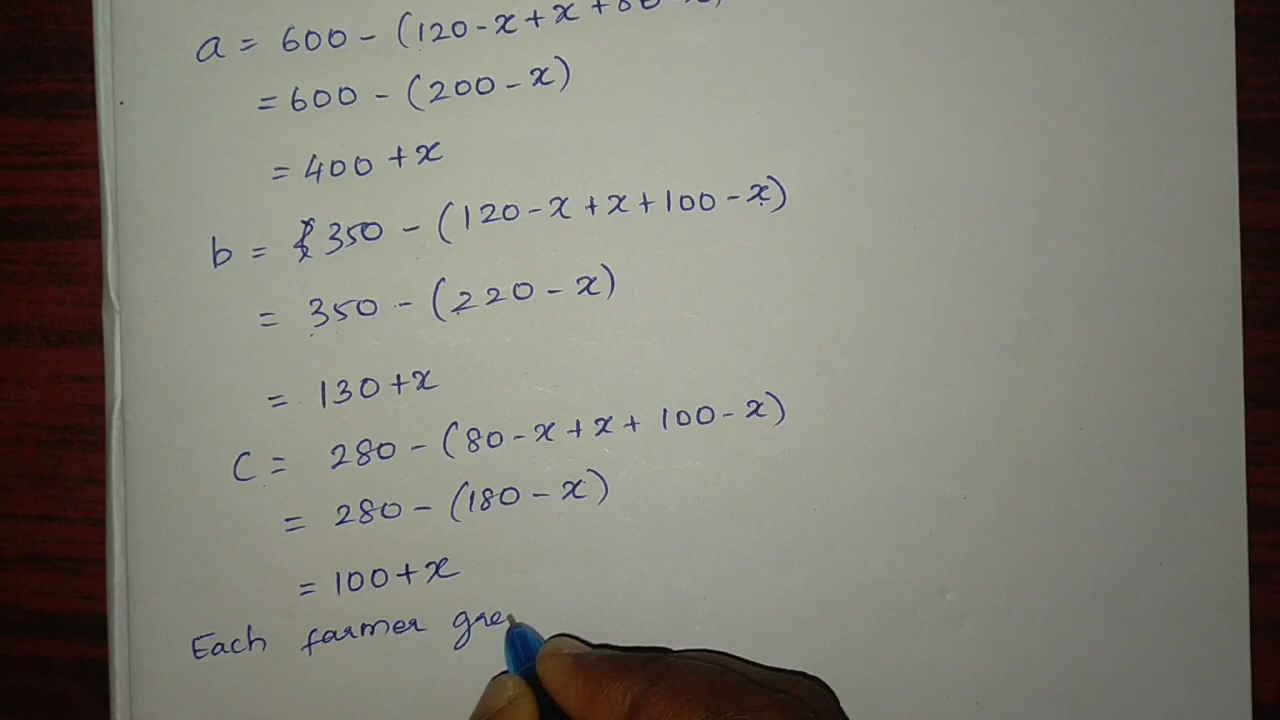 a = 600 - (120 - x + x + 80 - x)
= 600 - (200 - x)
= 400 + x
b = 350 - (120 - x + x + 100 - x)
= 350 - (220 - x)
= 130 + x
c = 280 - (80 - x + x + 100 - x)
= 280 - (180 - x)
= 100 + x
Each farmer gre